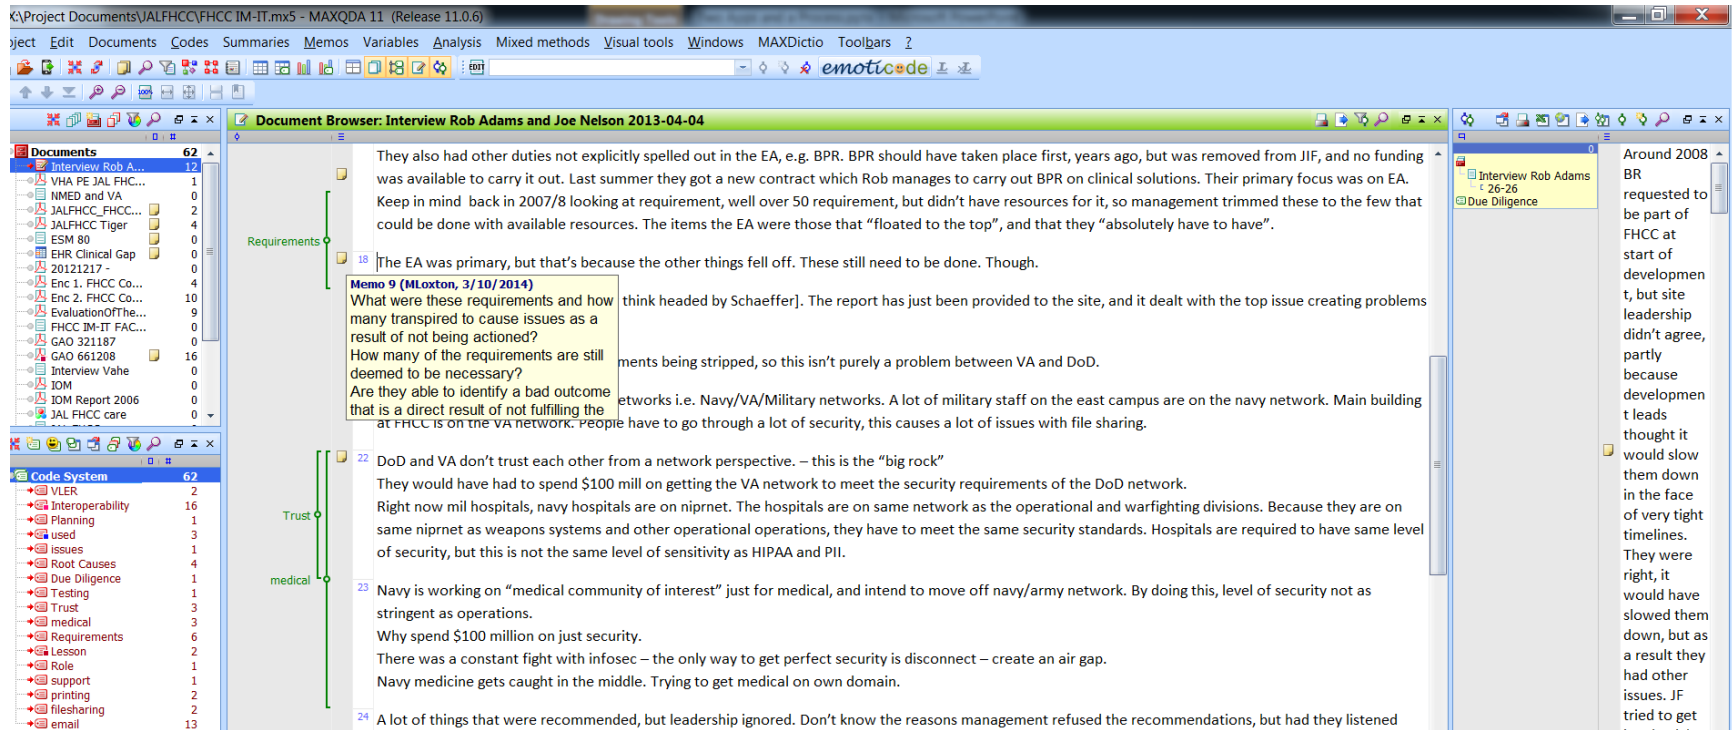 X:\Project Documents\JALFHCC\FHCC IM-IT.mx5 - MAXQDA 11 (Release 11.0.6)
oject Edit Documents Codes Summaries Memos Variables Analysis Mixed methods Visual tools Windows MAXDictio Toolbars ?
EDIT
emoticode
100%
Documents 62
Interview Rob A... 12
VHA PE JAL FHC... 1
NMED and VA 0
JALFHCC_FHCC... 2
JALFHCC Tiger 4
ESM 80 0
EHR Clinical Gap 0
20121217 - 0
Enc 1. FHCC Co... 4
Enc 2. FHCC Co... 10
EvaluationOfThe... 9
FHCC IM-IT FAC... 0
GAO 321187 0
GAO 661208 16
Interview Vahe 0
IOM 0
IOM Report 2006 0
JAL FHCC care 0
Code System 62
VLER 2
Interoperability 16
Planning 1
used 3
issues 1
Root Causes 4
Due Diligence 1
Testing 1
Trust 3
medical 3
Requirements 6
Lesson 2
Role 1
support 1
printing 2
filesharing 2
email 13
Document Browser: Interview Rob Adams and Joe Nelson 2013-04-04
They also had other duties not explicitly spelled out in the EA, e.g. BPR. BPR should have taken place first, years ago, but was removed from JIF, and no funding
was available to carry it out. Last summer they got a new contract which Rob manages to carry out BPR on clinical solutions. Their primary focus was on EA.
Keep in mind back in 2007/8 looking at requirement, well over 50 requirement, but didn't have resources for it, so management trimmed these to the few that
could be done with available resources. The items the EA were those that "floated to the top", and that they "absolutely have to have".
Requirements
18 The EA was primary, but that's because the other things fell off. These still need to be done. Though.
Memo 9 (MLoxton, 3/10/2014)
What were these requirements and how
many transpired to cause issues as a
result of not being actioned?
How many of the requirements are still
deemed to be necessary?
Are they able to identify a bad outcome
that is a direct result of not fulfilling the
think headed by Schaeffer]. The report has just been provided to the site, and it dealt with the top issue creating problems
ments being stripped, so this isn't purely a problem between VA and DoD.
etworks i.e. Navy/VA/Military networks. A lot of military staff on the east campus are on the navy network. Main building
at FHCC is on the VA network. People have to go through a lot of security, this causes a lot of issues with file sharing.
22 DoD and VA don't trust each other from a network perspective. – this is the "big rock"
They would have had to spend $100 mill on getting the VA network to meet the security requirements of the DoD network.
Right now mil hospitals, navy hospitals are on niprnet. The hospitals are on same network as the operational and warfighting divisions. Because they are on
Trust
same niprnet as weapons systems and other operational operations, they have to meet the same security standards. Hospitals are required to have same level
of security, but this is not the same level of sensitivity as HIPAA and PII.
medical
23 Navy is working on "medical community of interest" just for medical, and intend to move off navy/army network. By doing this, level of security not as
stringent as operations.
Why spend $100 million on just security.
There was a constant fight with infosec – the only way to get perfect security is disconnect – create an air gap.
Navy medicine gets caught in the middle. Trying to get medical on own domain.
24 A lot of things that were recommended, but leadership ignored. Don't know the reasons management refused the recommendations, but had they listened
0
Interview Rob Adams
26-26
Due Diligence
Around 2008
BR
requested to
be part of
FHCC at
start of
developmen
t, but site
leadership
didn't agree,
partly
because
developmen
t leads
thought it
would slow
them down
in the face
of very tight
timelines.
They were
right, it
would have
slowed them
down, but as
a result they
had other
issues. JF
tried to get